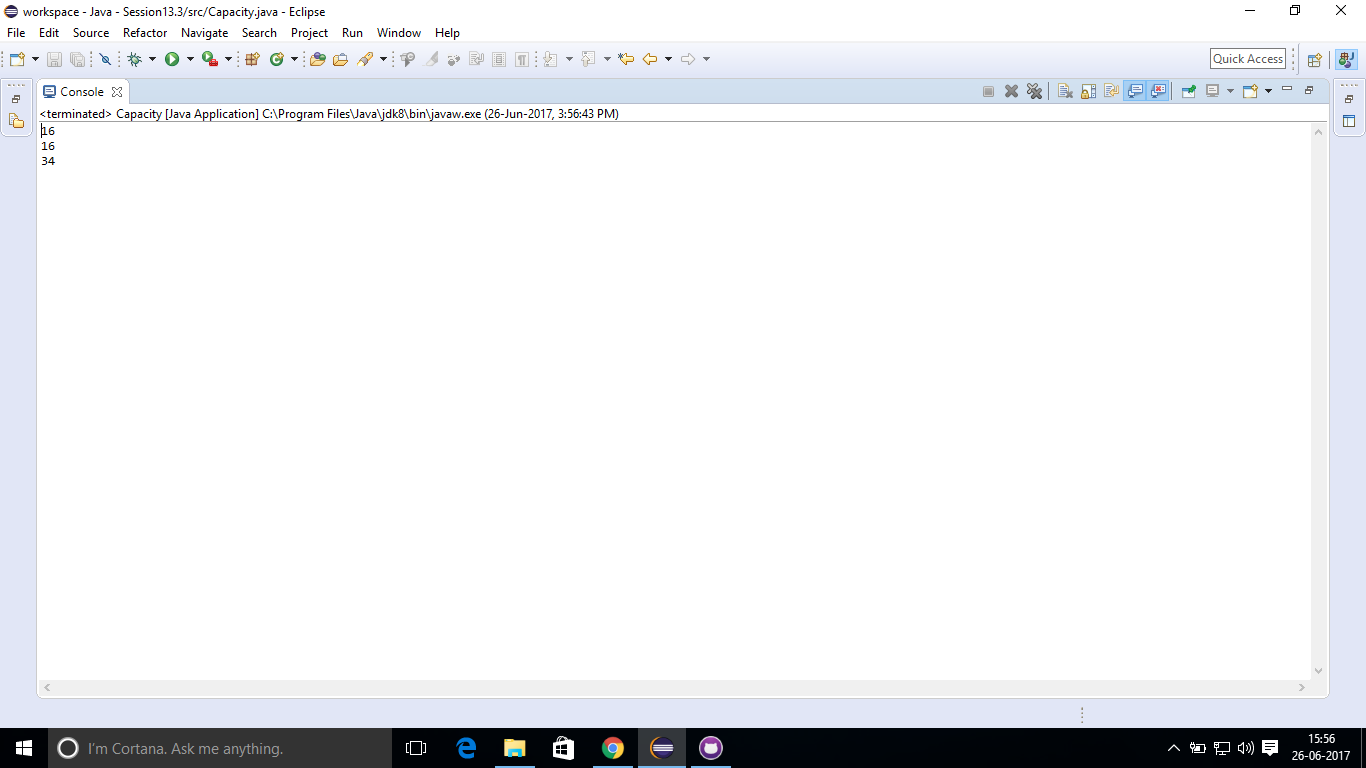 workspace - Java - Session13.3/src/Capacity.java - Eclipse
File Edit Source Refactor Navigate Search Project Run Window Help
Quick Access
Console
<terminated> Capacity [Java Application] C:\Program Files\Java\jdk8\bin\javaw.exe (26-Jun-2017, 3:56:43 PM)
16
16
34
I'm Cortana. Ask me anything.
15:56
26-06-2017